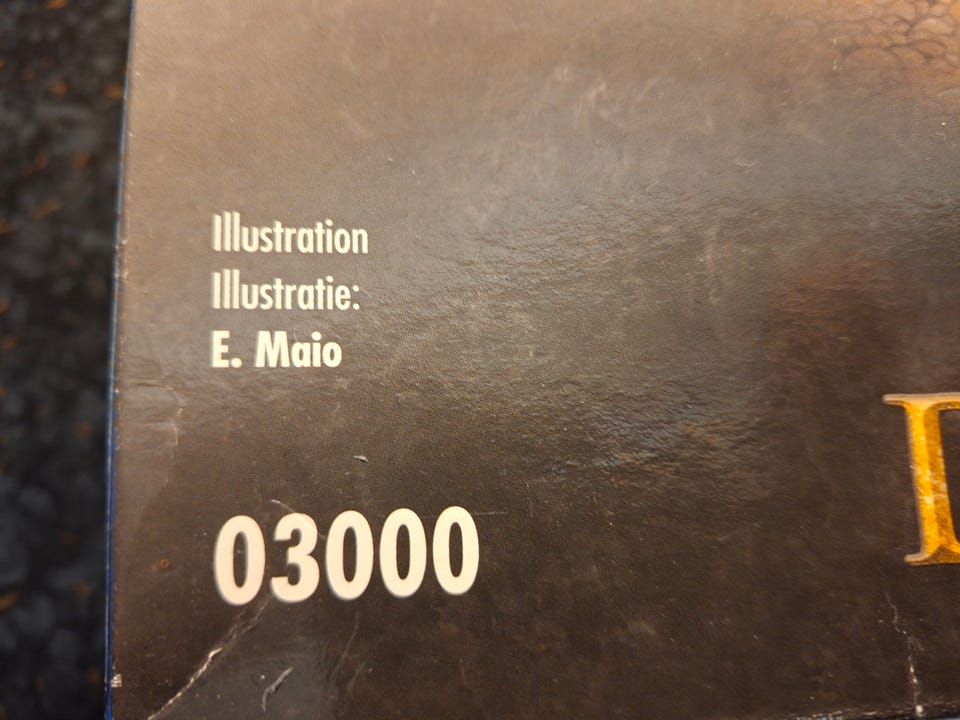 Illustration
Illustratie:
E. Maio
03000